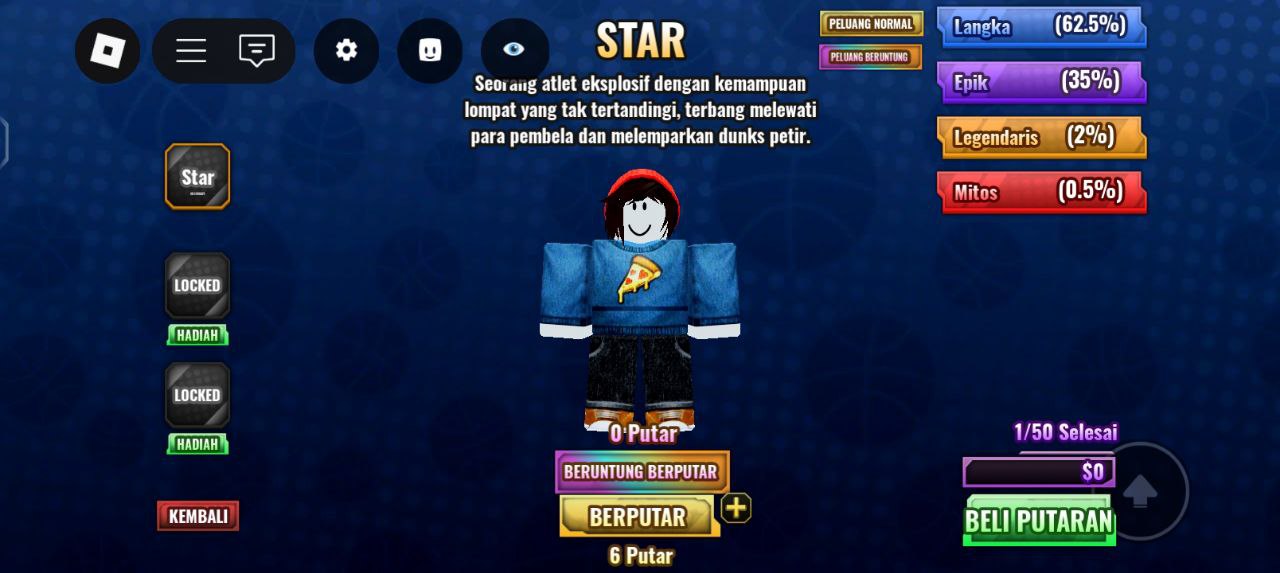 STAR
Seorang atlet eksplosif dengan kemampuan
lompat yang tak tertandingi, terbang melewati
para pembela dan melemparkan dunks petir.
PELUANG NORMAL
PELUANG BERUNTUNG
Langka (62.5%)
Epik (35%)
Legendaris (2%)
Mitos (0.5%)
Star
LOCKED
HADIAH
LOCKED
HADIAH
KEMBALI
0 Putar
BERUNTUNG BERPUTAR
BERPUTAR
6 Putar
1/50 Selesai
$0
BELI PUTARAN